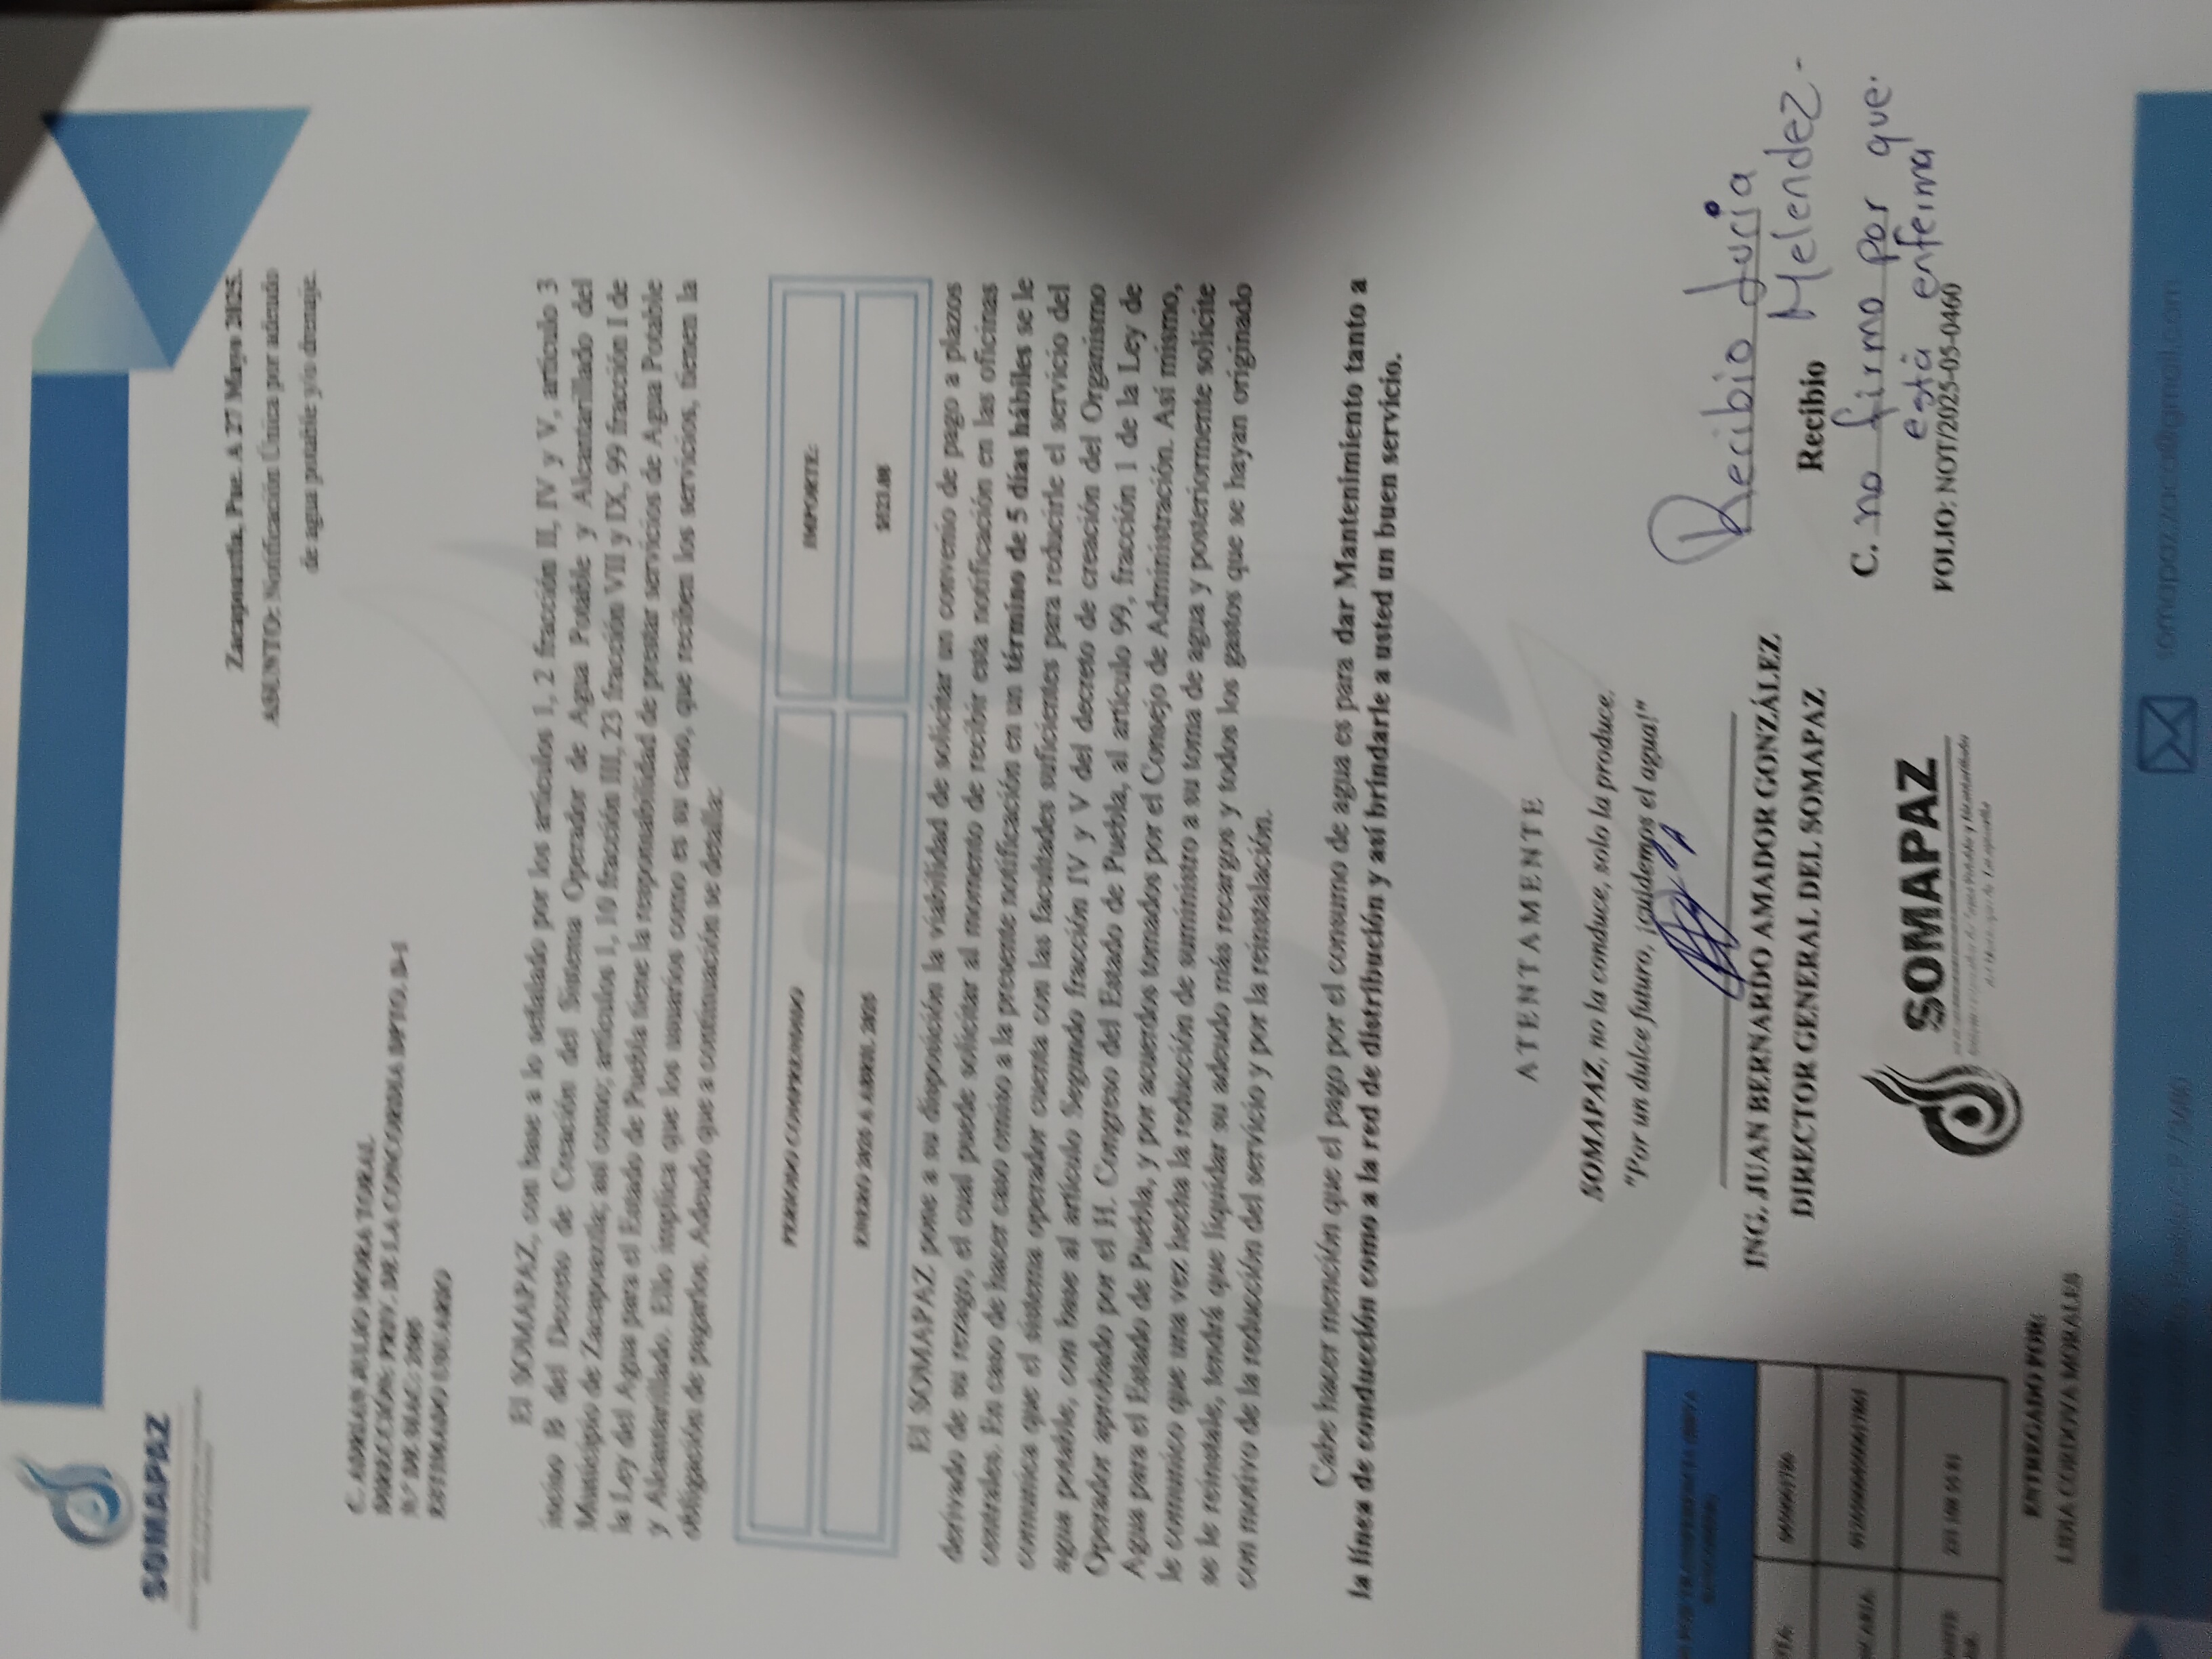 SOMAPAZ
Zacapoaxtla, Pue. A 27 Mayo 2025.
ASUNTO: Notificación Única por adeudo
de agua potable y/o drenaje.
C. ADRIAN JULIO MORA TORAL
DIRECCIÓN: PRIV. DE LA CONCORDIA DPTO. D-1
ESTIMADO USUARIO
El SOMAPAZ, con base a lo señalado por los artículos 1, 2 fracción II, IV y V, artículo 3
inciso B del Decreto de Creación del Sistema Operador de Agua Potable y Alcantarillado del
Municipio de Zacapoaxtla; así como; artículos 1, 10 fracción III, 23 fracción VII y IX, 99 fracción I de
la Ley del Agua para el Estado de Puebla tiene la responsabilidad de prestar servicios de Agua Potable
y Alcantarillado. Ello implica que los usuarios como es su caso, que reciben los servicios, tienen la
obligación de pagarlos. Adeudo que a continuación se detalla:
PERIODO COMPRENDIDO
IMPORTE:
ENERO 2025 A ABRIL 2025
El SOMAPAZ pone a su disposición la viabilidad de solicitar un convenio de pago a plazos
derivado de su rezago, el cual puede solicitar al momento de recibir esta notificación en las oficinas
centrales. En caso de hacer caso omiso a la presente notificación en un término de 5 días hábiles se le
comunica que el sistema operador cuenta con las facultades suficientes para reducirle el servicio del
agua potable, con base al artículo Segundo fracción IV y V del decreto de creación del Organismo
Operador aprobado por el H. Congreso del Estado de Puebla, al artículo 99, fracción 1 de la Ley de
Agua para el Estado de Puebla, y por acuerdos tomados por el Consejo de Administración. Así mismo,
le comunico que una vez hecha la reducción de suministro a su toma de agua y posteriormente solicite
se le reinstale, tendrá que liquidar su adeudo más recargos y todos los gastos que se hayan originado
con motivo de la reducción del servicio y por la reinstalación.
Cabe hacer mención que el pago por el consumo de agua es para dar Mantenimiento tanto a
la línea de conducción como a la red de distribución y así brindarle a usted un buen servicio.
ATENTAMENTE
SOMAPAZ, no la conduce, solo la produce.
"Por un dulce futuro, ¡cuidemos el agua!"
ING. JUAN BERNARDO AMADOR GONZÁLEZ
DIRECTOR GENERAL DEL SOMAPAZ
Recibio Lucia
Melendez-
Recibio
C. no firmo por que
está enferma
FOLIO: NOT/2025-05-0460
SOMAPAZ
del Municipio de Zacapoaxtla
ENTREGADO POR:
LIDIA CORDOVA MORALES
somapaz.zaca@gmail.com